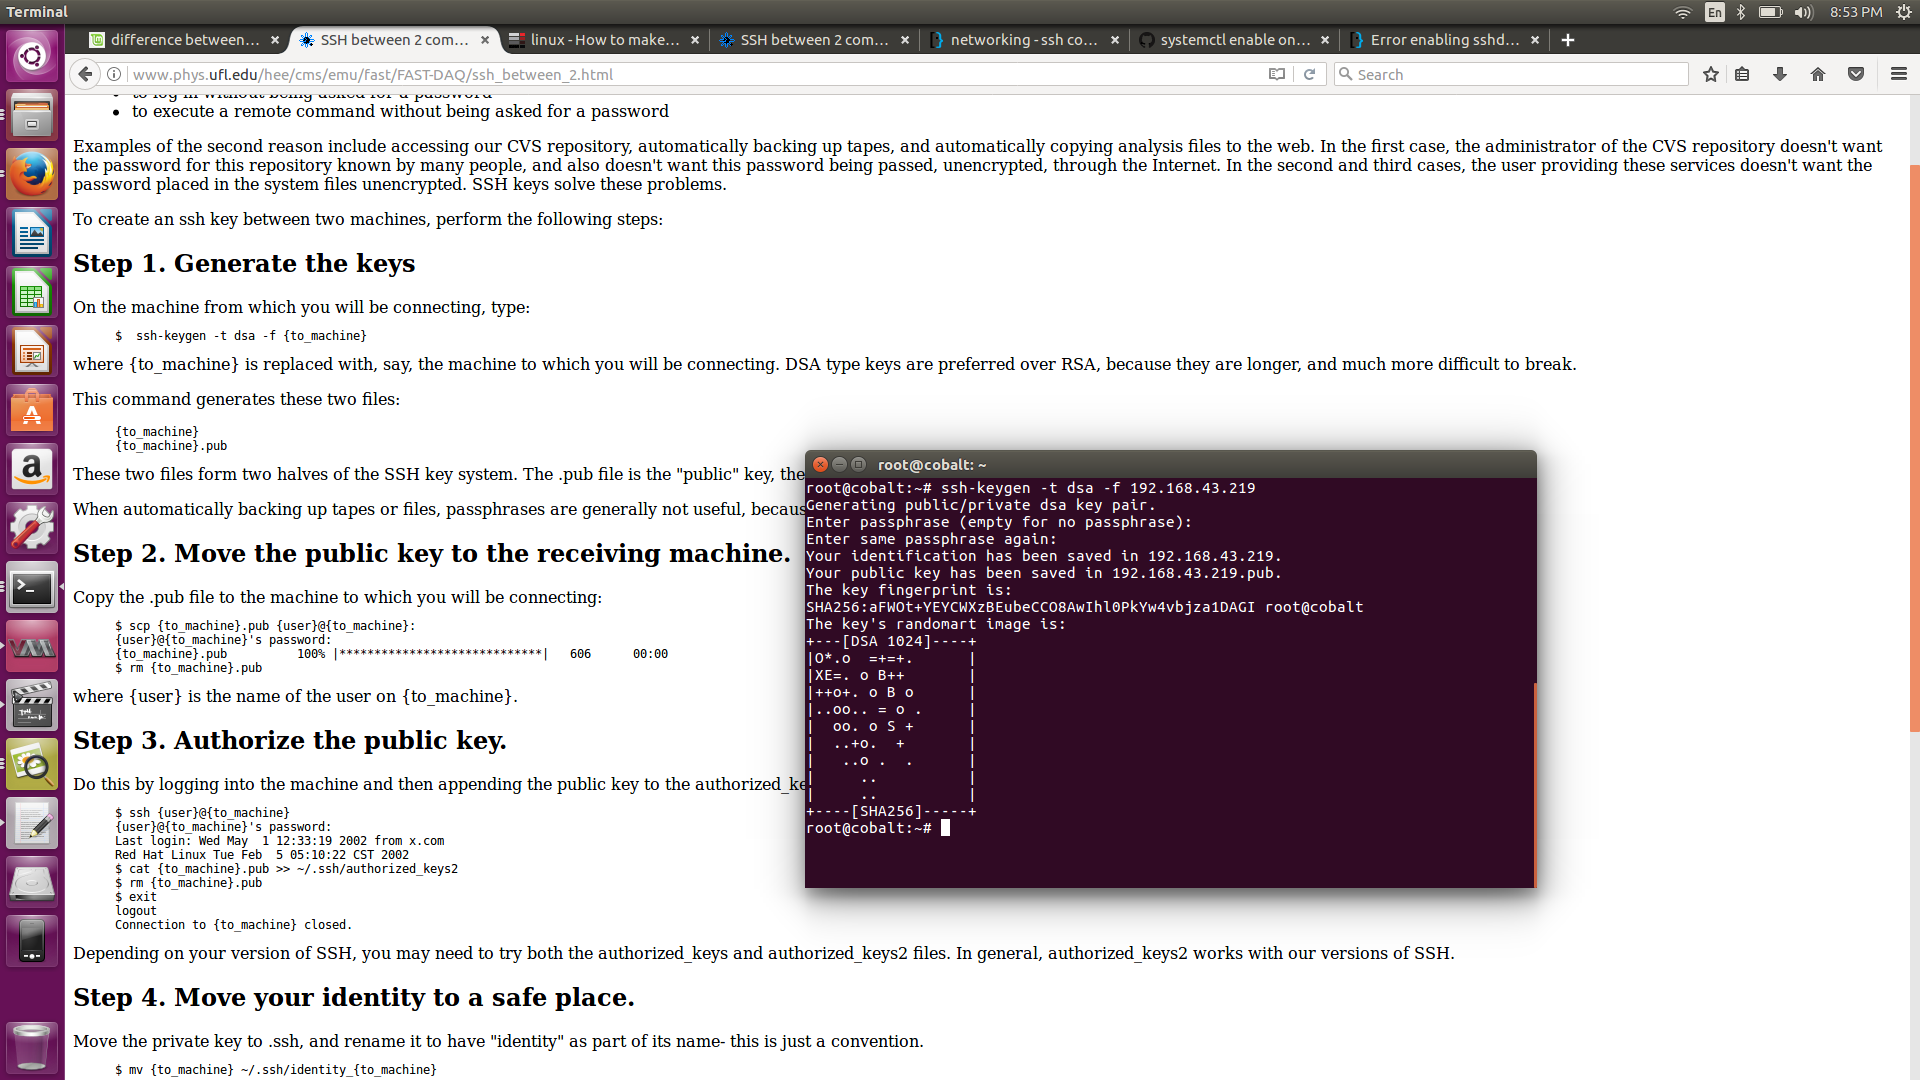 Terminal
En
8:53 PM
difference between...
SSH between 2 com...
linux - How to make...
SSH between 2 com...
networking - ssh co...
systemctl enable on...
Error enabling sshd...
www.phys.ufl.edu/hee/cms/emu/fast/FAST-DAQ/ssh_between_2.html
Search
to log in without being asked for a password
to execute a remote command without being asked for a password
Examples of the second reason include accessing our CVS repository, automatically backing up tapes, and automatically copying analysis files to the web. In the first case, the administrator of the CVS repository doesn't want
the password for this repository known by many people, and also doesn't want this password being passed, unencrypted, through the Internet. In the second and third cases, the user providing these services doesn't want the
password placed in the system files unencrypted. SSH keys solve these problems.
To create an ssh key between two machines, perform the following steps:
Step 1. Generate the keys
On the machine from which you will be connecting, type:
$  ssh-keygen -t dsa -f {to_machine}
where {to_machine} is replaced with, say, the machine to which you will be connecting. DSA type keys are preferred over RSA, because they are longer, and much more difficult to break.
This command generates these two files:
{to_machine}
{to_machine}.pub
These two files form two halves of the SSH key system. The .pub file is the "public" key, the
When automatically backing up tapes or files, passphrases are generally not useful, becaus
Step 2. Move the public key to the receiving machine.
Copy the .pub file to the machine to which you will be connecting:
$ scp {to_machine}.pub {user}@{to_machine}:
{user}@{to_machine}'s password:
{to_machine}.pub          100% |*****************************|   606      00:00
$ rm {to_machine}.pub
where {user} is the name of the user on {to_machine}.
Step 3. Authorize the public key.
Do this by logging into the machine and then appending the public key to the authorized_ke
$ ssh {user}@{to_machine}
{user}@{to_machine}'s password:
Last login: Wed May  1 12:33:19 2002 from x.com
Red Hat Linux Tue Feb  5 05:10:22 CST 2002
$ cat {to_machine}.pub >> ~/.ssh/authorized_keys2
$ rm {to_machine}.pub
$ exit
logout
Connection to {to_machine} closed.
Depending on your version of SSH, you may need to try both the authorized_keys and authorized_keys2 files. In general, authorized_keys2 works with our versions of SSH.
Step 4. Move your identity to a safe place.
Move the private key to .ssh, and rename it to have "identity" as part of its name- this is just a convention.
$ mv {to_machine} ~/.ssh/identity_{to_machine}
root@cobalt: ~
root@cobalt:~# ssh-keygen -t dsa -f 192.168.43.219
Generating public/private dsa key pair.
Enter passphrase (empty for no passphrase):
Enter same passphrase again:
Your identification has been saved in 192.168.43.219.
Your public key has been saved in 192.168.43.219.pub.
The key fingerprint is:
SHA256:aFWOt+YEYCWXzBEubeCCO8AwIhl0PkYw4vbjza1DAGI root@cobalt
The key's randomart image is:
+---[DSA 1024]----+
|O*.o  =+=+.      |
|XE=. o B++       |
|++o+. o B o      |
|..oo.. = o .     |
|  oo. o S +      |
|  ..+o.  +       |
|   ..o .  .      |
|     ..          |
|     ..          |
+----[SHA256]-----+
root@cobalt:~#